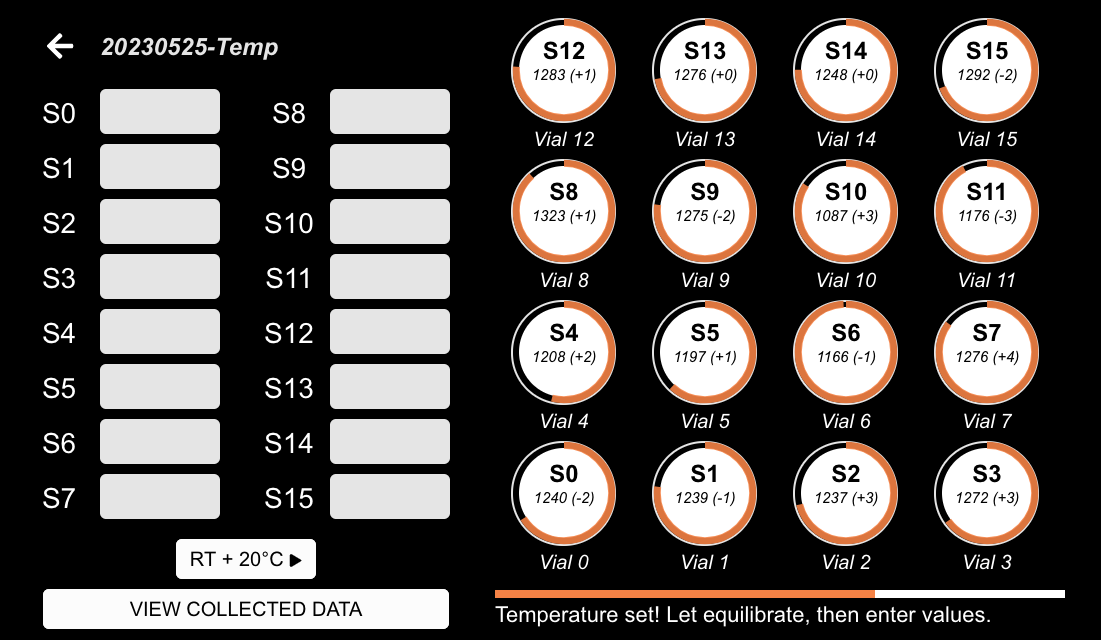 20230525-Temp
S0 S8
S1 S9
S2 S10
S3 S11
S4 S12
S5 S13
S6 S14
S7 S15
RT + 20°C
VIEW COLLECTED DATA
S12 S13 S14 S15
1283 (+1) 1276 (+0) 1248 (+0) 1292 (-2)
Vial 12 Vial 13 Vial 14 Vial 15
S8 S9 S10 S11
1323 (+1) 1275 (-2) 1087 (+3) 1176 (-3)
Vial 8 Vial 9 Vial 10 Vial 11
S4 S5 S6 S7
1208 (+2) 1197 (+1) 1166 (-1) 1276 (+4)
Vial 4 Vial 5 Vial 6 Vial 7
S0 S1 S2 S3
1240 (-2) 1239 (-1) 1237 (+3) 1272 (+3)
Vial 0 Vial 1 Vial 2 Vial 3
Temperature set! Let equilibrate, then enter values.